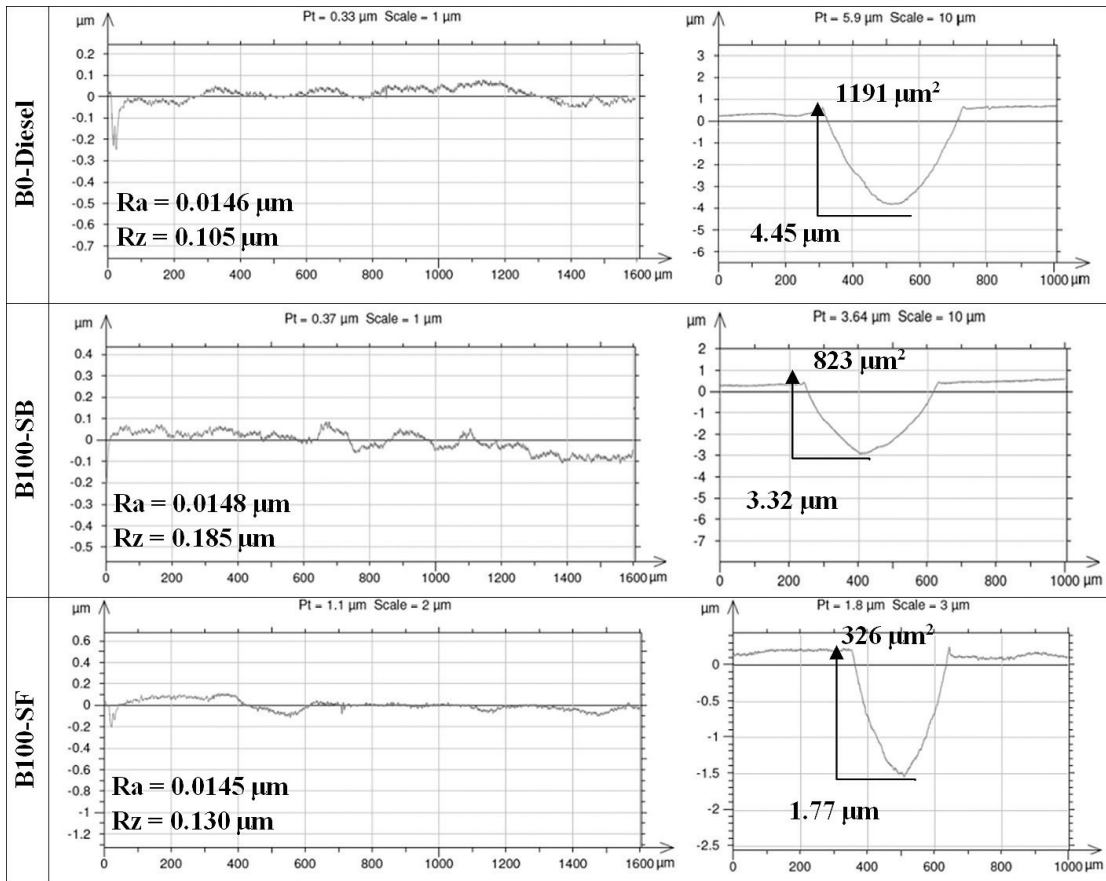 B0-Diesel
Pt = 0.33 µm Scale = 1 µm
µm
0.2
0.1
0
-0.1
-0.2
-0.3
-0.4
-0.5
-0.6
-0.7
Ra = 0.0146 µm
Rz = 0.105 µm
0 200 400 600 800 1000 1200 1400 1600 µm
Pt = 5.9 µm Scale = 10 µm
µm
3
2
1
0
-1
-2
-3
-4
-5
-6
1191 µm²
4.45 µm
0 200 400 600 800 1000 µm
B100-SB
Pt = 0.37 µm Scale = 1 µm
µm
0.4
0.3
0.2
0.1
0
-0.1
-0.2
-0.3
-0.4
-0.5
Ra = 0.0148 µm
Rz = 0.185 µm
0 200 400 600 800 1000 1200 1400 1600 µm
Pt = 3.64 µm Scale = 10 µm
µm
2
1
0
-1
-2
-3
-4
-5
-6
-7
823 µm²
3.32 µm
0 200 400 600 800 1000 µm
B100-SF
Pt = 1.1 µm Scale = 2 µm
µm
0.6
0.4
0.2
0
-0.2
-0.4
-0.6
-0.8
-1
-1.2
Ra = 0.0145 µm
Rz = 0.130 µm
0 200 400 600 800 1000 1200 1400 1600 µm
Pt = 1.8 µm Scale = 3 µm
µm
0
-0.5
-1
-1.5
-2
-2.5
326 µm²
1.77 µm
0 200 400 600 800 1000 µm